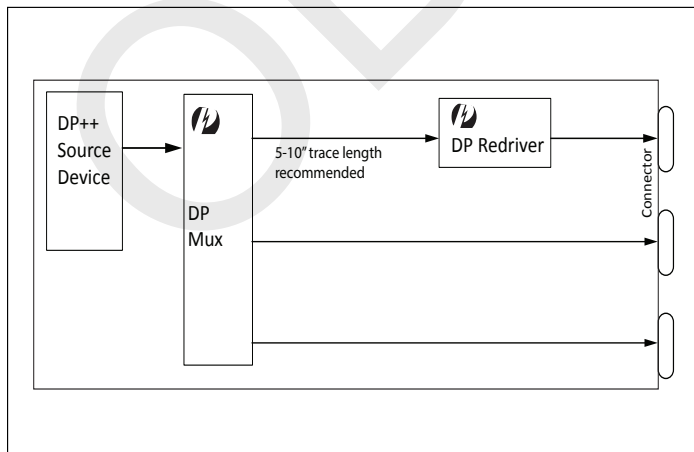 DP++
Source
Device
DP
Mux
5-10" trace length
recommended
DP Redriver
Connector